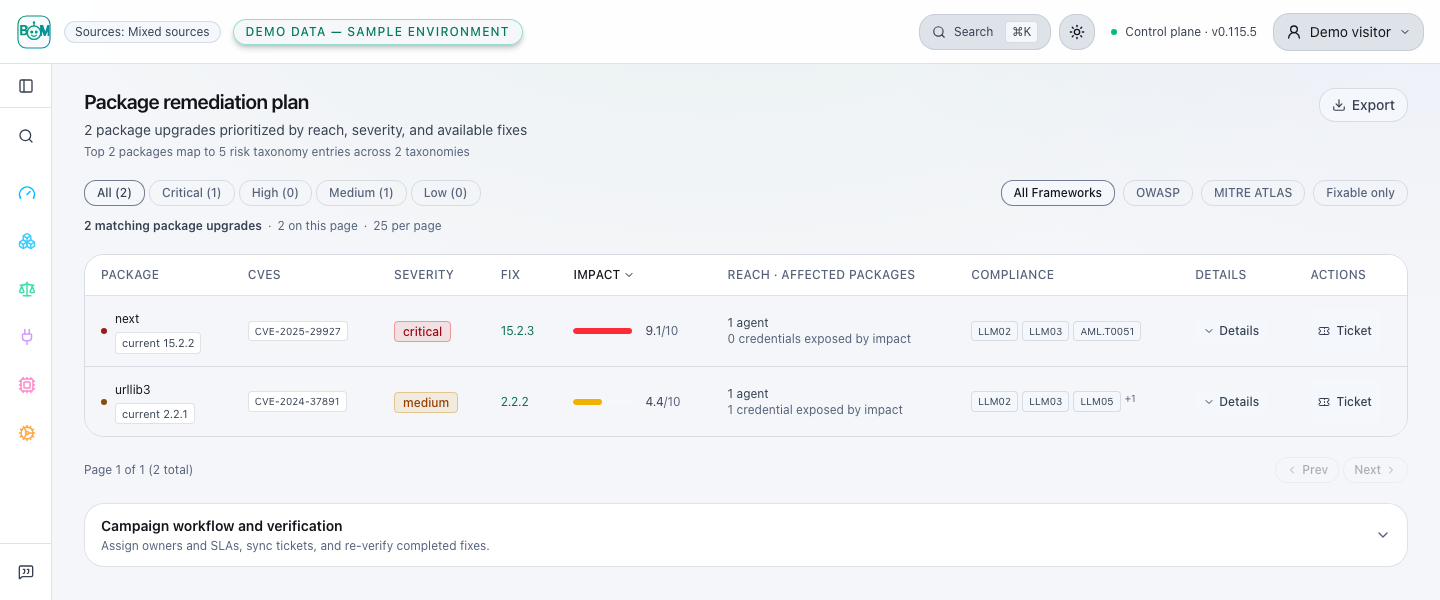 BOM
Sources: Mixed sources
DEMO DATA — SAMPLE ENVIRONMENT
Search ⌘K
Control plane · v0.115.5
Demo visitor
Package remediation plan
Export
2 package upgrades prioritized by reach, severity, and available fixes
Top 2 packages map to 5 risk taxonomy entries across 2 taxonomies
All (2) Critical (1) High (0) Medium (1) Low (0)
All Frameworks OWASP MITRE ATLAS Fixable only
2 matching package upgrades · 2 on this page · 25 per page
PACKAGE CVES SEVERITY FIX IMPACT REACH · AFFECTED PACKAGES COMPLIANCE DETAILS ACTIONS
next
current 15.2.2
CVE-2025-29927
critical
15.2.3
9.1/10
1 agent
0 credentials exposed by impact
LLM02 LLM03 AML.T0051
Details
Ticket
urllib3
current 2.2.1
CVE-2024-37891
medium
2.2.2
4.4/10
1 agent
1 credential exposed by impact
LLM02 LLM03 LLM05 +1
Details
Ticket
Page 1 of 1 (2 total)
Prev Next
Campaign workflow and verification
Assign owners and SLAs, sync tickets, and re-verify completed fixes.